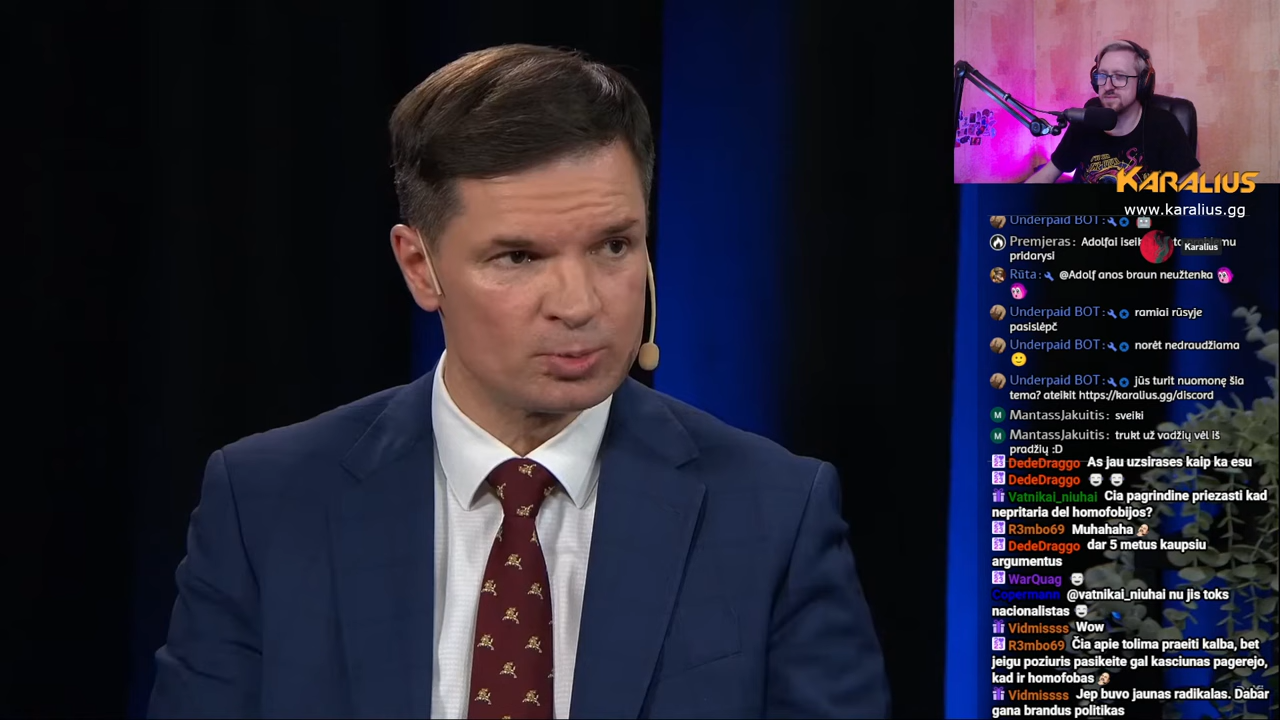 KARALIUS
www.karalius.gg
Underpaid BOT :
Premjeras : Adolfai
Karalius
pridarysi
Rūta : @Adolf anos braun neužtenka
Underpaid BOT : ramiai rūsyje
pasislėpč
Underpaid BOT : norėt nedraudžiama
Underpaid BOT : jūs turit nuomonę šia
tema? ateikit https://karalius.gg/discord
M MantassJakuitis : sveiki
M MantassJakuitis : trukt už vadžių vėl iš
pradžių :D
DedeDraggo As jau uzsirases kaip ka esu
DedeDraggo
Vatnikai_niuhai Cia pagrindine priezasti kad
nepritaria del homofobijos?
R3mbo69 Muhahaha
DedeDraggo dar 5 metus kaupsiu
argumentus
WarQuag
Copermann @vatnikai_niuhai nu jis toks
nacionalistas
Vidmissss Wow
R3mbo69 Čia apie tolima praeiti kalba, bet
jeigu poziuris pasikeite gal kasciunas pagerejo,
kad ir homofobas
Vidmissss Jep buvo jaunas radikalas. Dabar
gana brandus politikas